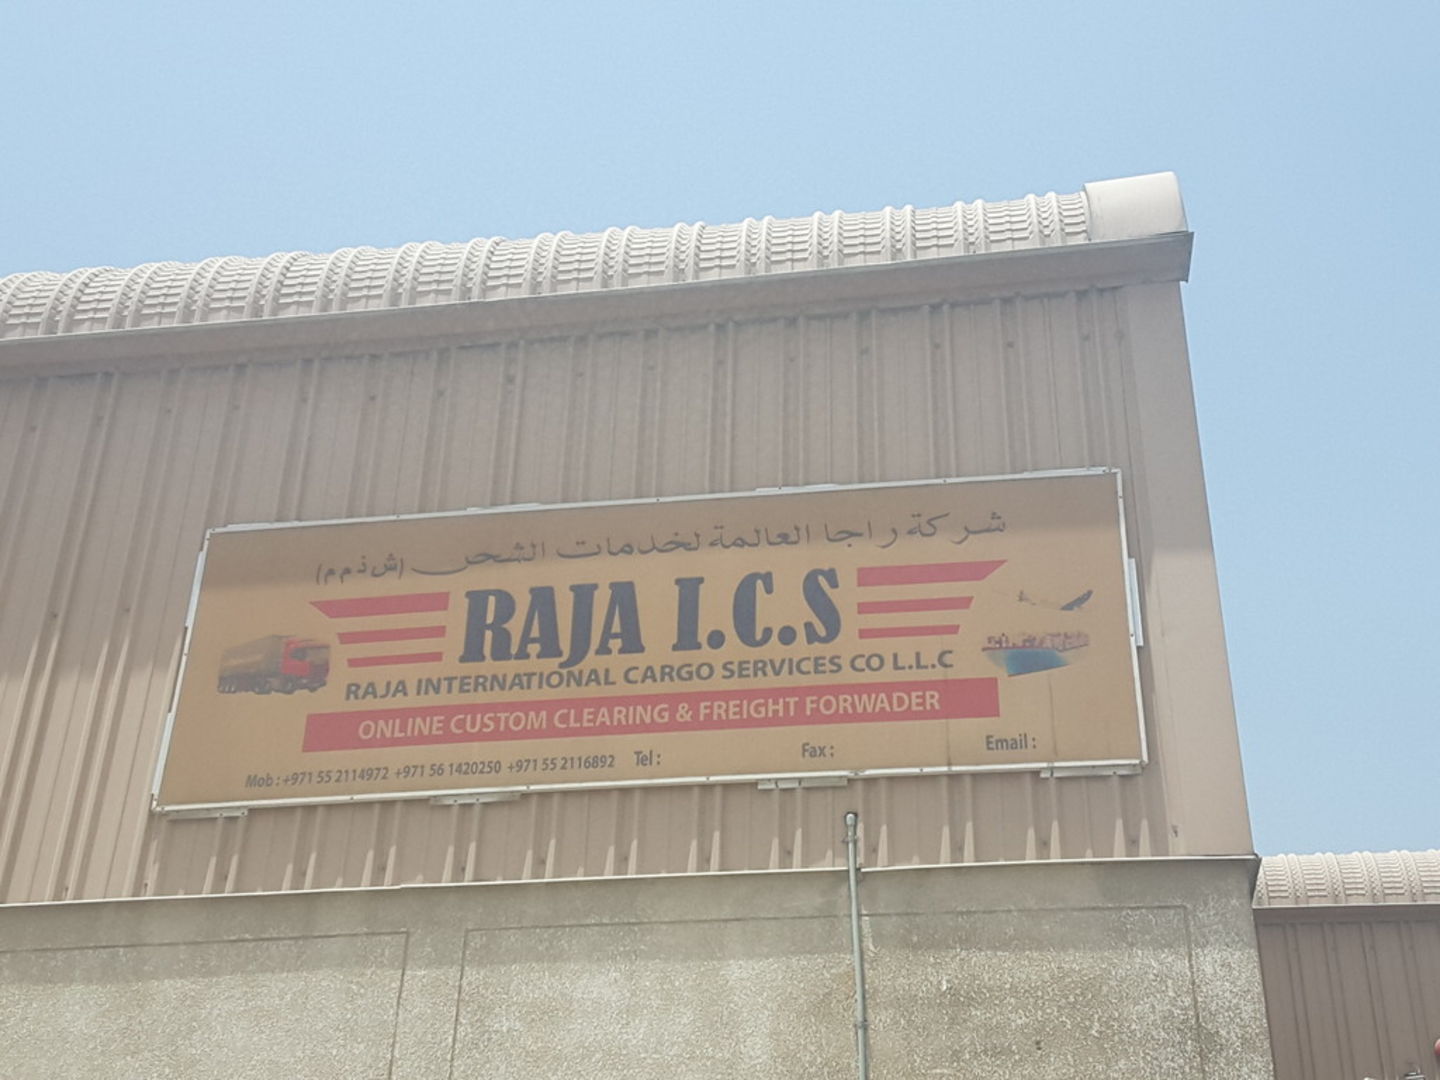 شركة راجا العالمة لخدمات الشحن (ش ذ م م)
RAJA I.C.S
RAJA INTERNATIONAL CARGO SERVICES CO L.L.C
ONLINE CUSTOM CLEARING & FREIGHT FORWADER
Mob : +971 55 2114972 +971 56 1420250 +971 55 2116892 Tel : Fax : Email :